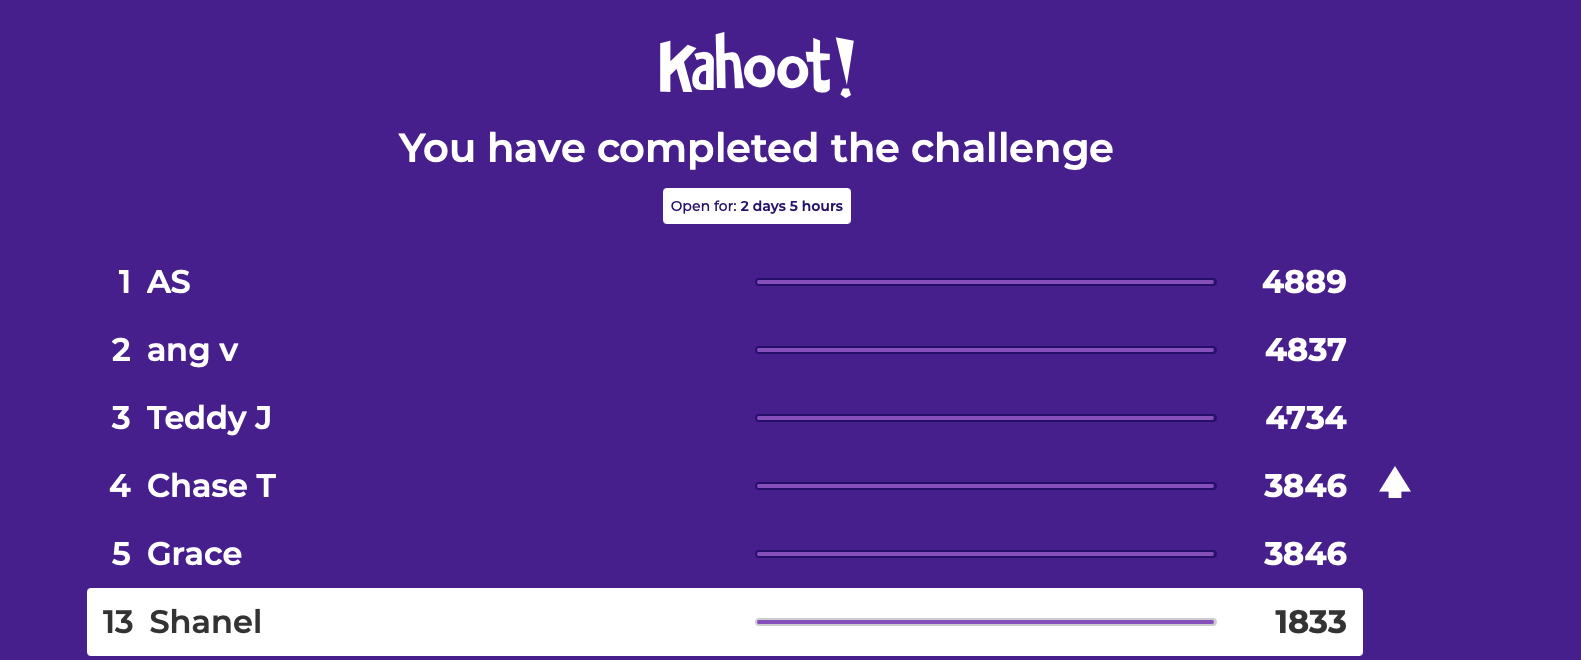 Kahoot!
You have completed the challenge
Open for: 2 days 5 hours
1 AS 4889
2 ang v 4837
3 Teddy J 4734
4 Chase T 3846
5 Grace 3846
13 Shanel 1833